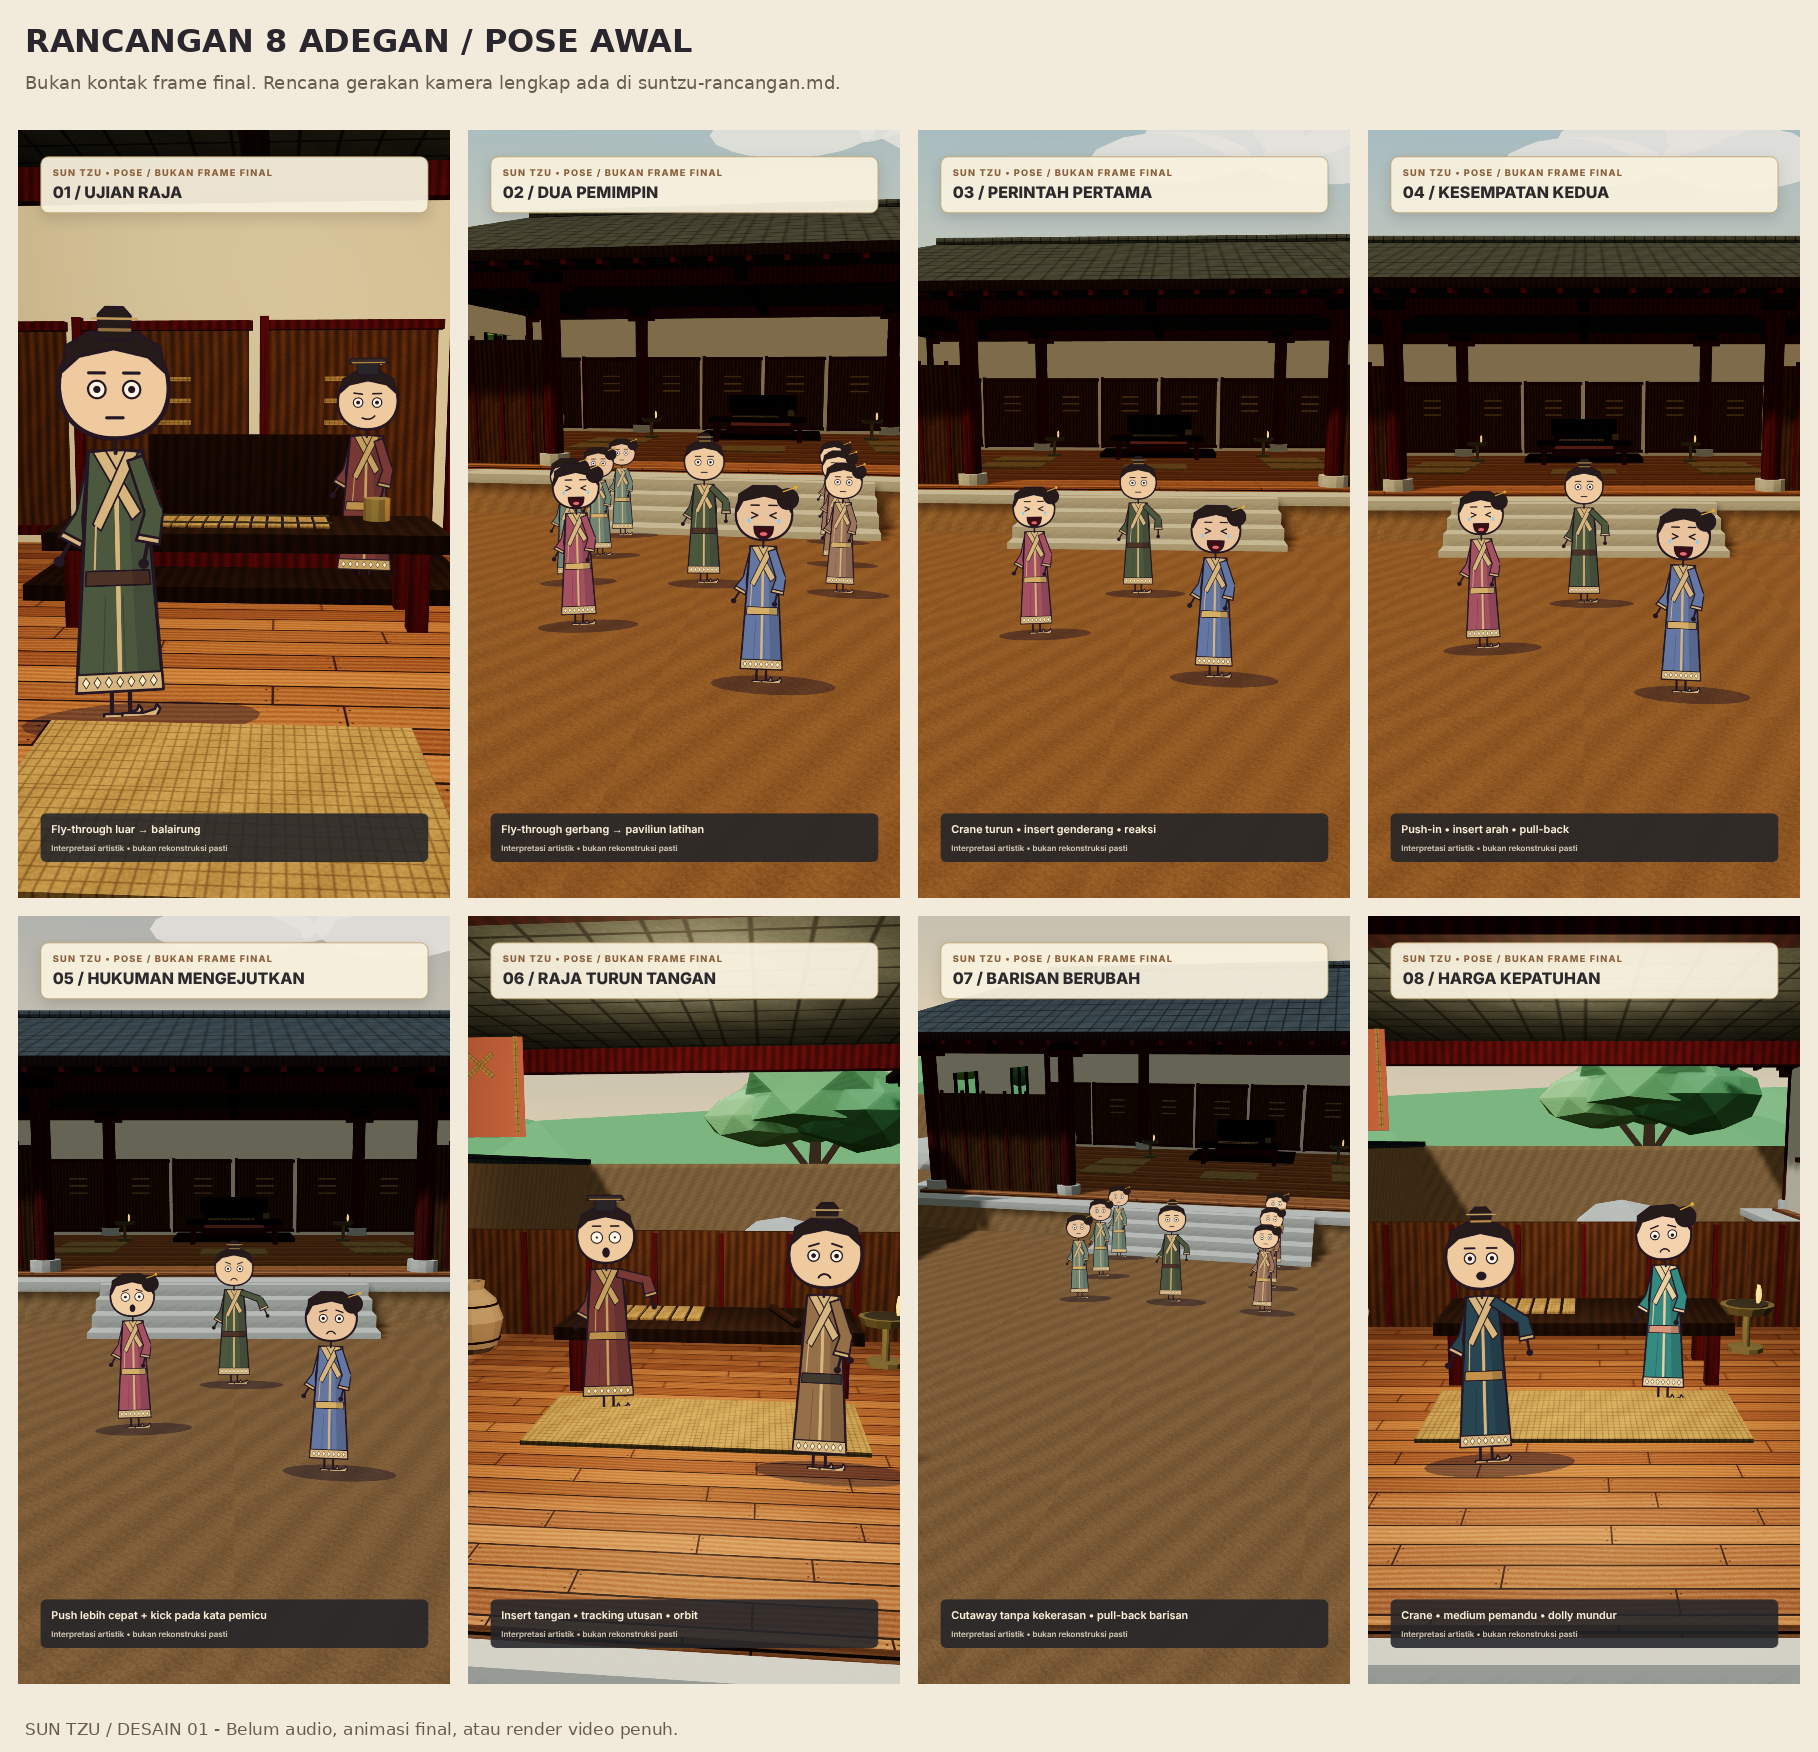 RANCANGAN 8 ADEGAN / POSE AWAL
Bukan kontak frame final. Rencana gerakan kamera lengkap ada di suntzu-rancangan.md.
SUN TZU • POSE / BUKAN FRAME FINAL
01 / UJIAN RAJA
Fly-through luar → balairung
Interpretasi artistik • bukan rekonstruksi pasti
SUN TZU • POSE / BUKAN FRAME FINAL
02 / DUA PEMIMPIN
Fly-through gerbang → paviliun latihan
Interpretasi artistik • bukan rekonstruksi pasti
SUN TZU • POSE / BUKAN FRAME FINAL
03 / PERINTAH PERTAMA
Crane turun • insert genderang • reaksi
Interpretasi artistik • bukan rekonstruksi pasti
SUN TZU • POSE / BUKAN FRAME FINAL
04 / KESEMPATAN KEDUA
Push-in • insert arah • pull-back
Interpretasi artistik • bukan rekonstruksi pasti
SUN TZU • POSE / BUKAN FRAME FINAL
05 / HUKUMAN MENGEJUTKAN
Push lebih cepat + kick pada kata pemicu
Interpretasi artistik • bukan rekonstruksi pasti
SUN TZU • POSE / BUKAN FRAME FINAL
06 / RAJA TURUN TANGAN
Insert tangan • tracking utusan • orbit
Interpretasi artistik • bukan rekonstruksi pasti
SUN TZU • POSE / BUKAN FRAME FINAL
07 / BARISAN BERUBAH
Cutaway tanpa kekerasan • pull-back barisan
Interpretasi artistik • bukan rekonstruksi pasti
SUN TZU • POSE / BUKAN FRAME FINAL
08 / HARGA KEPATUHAN
Crane • medium pemandu • dolly mundur
Interpretasi artistik • bukan rekonstruksi pasti
SUN TZU / DESAIN 01 - Belum audio, animasi final, atau render video penuh.